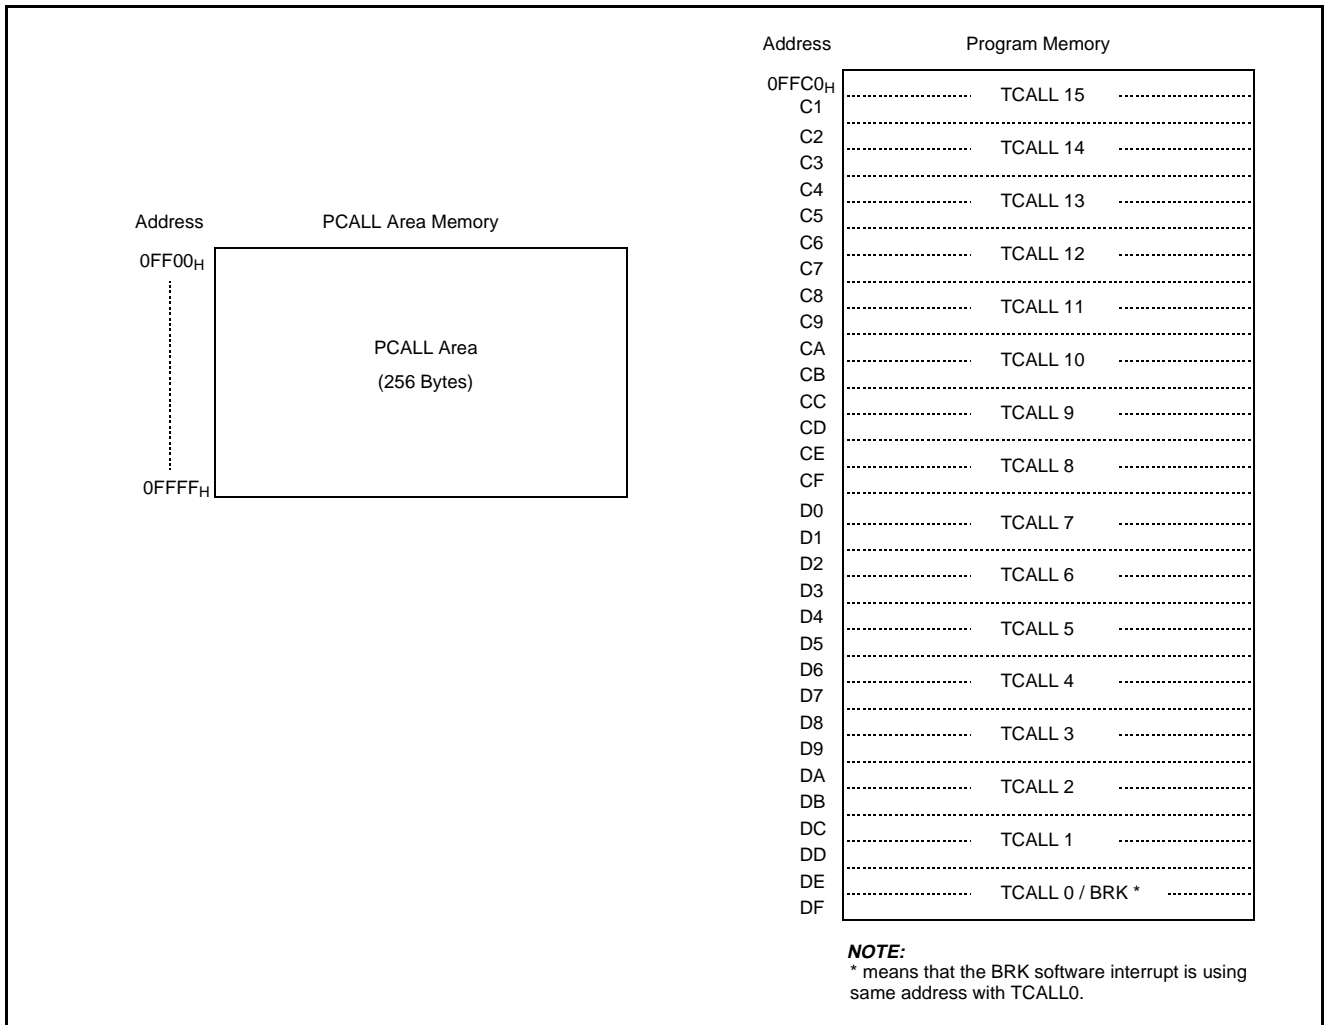 Address PCALL Area Memory
0FF00H
PCALL Area
(256 Bytes)
0FFFFH
Address Program Memory
0FFC0H
C1
TCALL 15
C2
C3
TCALL 14
C4
C5
TCALL 13
C6
C7
TCALL 12
C8
C9
TCALL 11
CA
CB
TCALL 10
CC
CD
TCALL 9
CE
CF
TCALL 8
D0
D1
TCALL 7
D2
D3
TCALL 6
D4
D5
TCALL 5
D6
D7
TCALL 4
D8
D9
TCALL 3
DA
DB
TCALL 2
DC
DD
TCALL 1
DE
DF
TCALL 0 / BRK *
NOTE:
* means that the BRK software interrupt is using
same address with TCALL0.